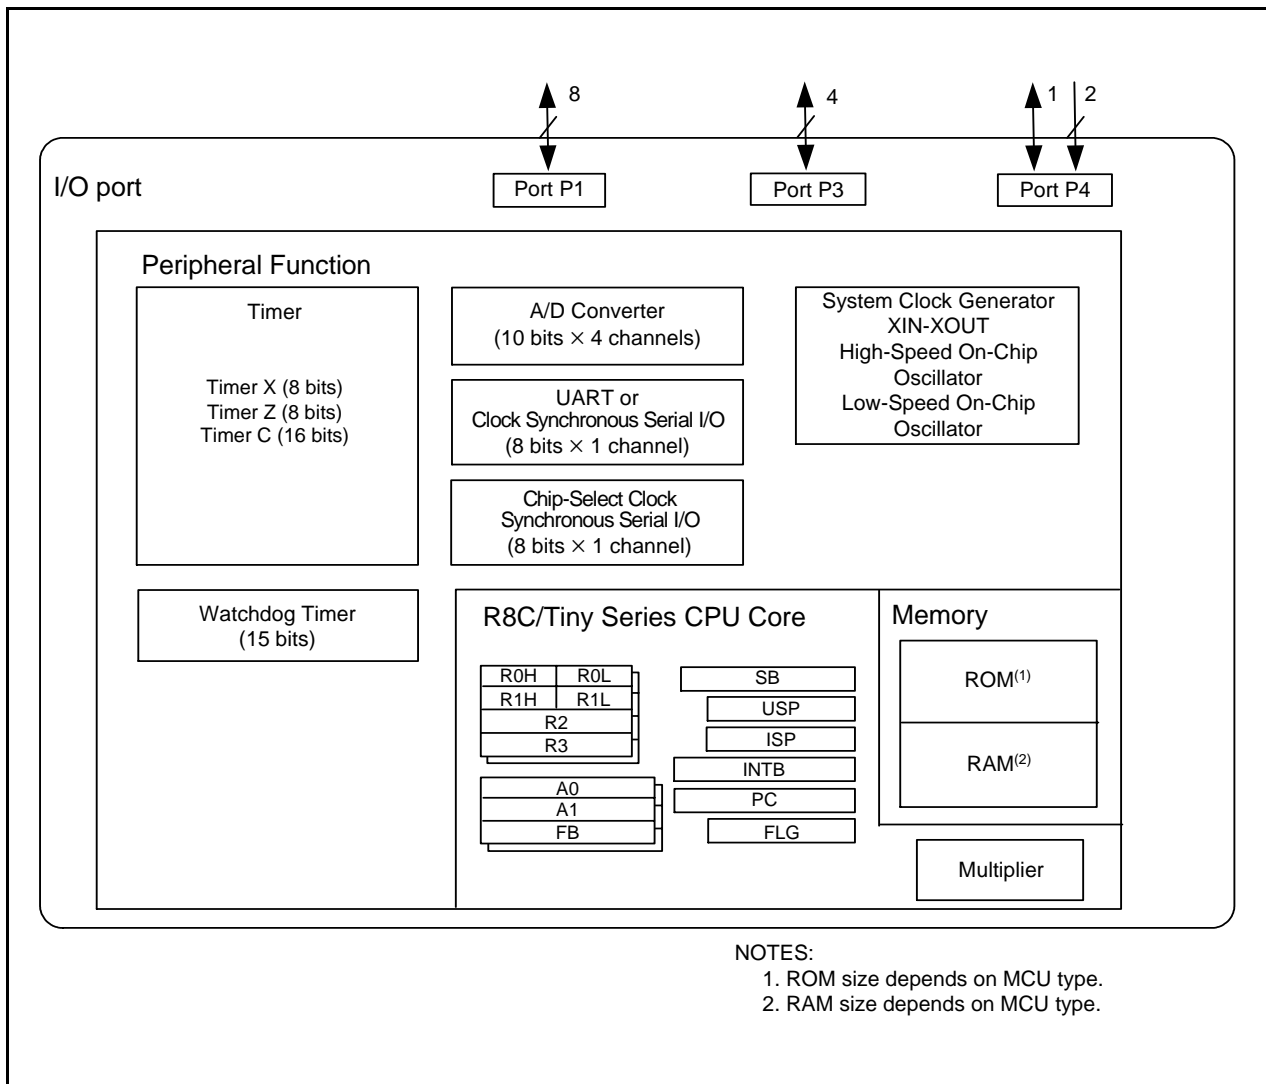 8
4
1
2
I/O port
Port P1
Port P3
Port P4
Peripheral Function
Timer
Timer X (8 bits)
Timer Z (8 bits)
Timer C (16 bits)
A/D Converter
(10 bits × 4 channels)
UART or
Clock Synchronous Serial I/O
(8 bits × 1 channel)
Chip-Select Clock
Synchronous Serial I/O
(8 bits × 1 channel)
System Clock Generator
XIN-XOUT
High-Speed On-Chip
Oscillator
Low-Speed On-Chip
Oscillator
Watchdog Timer
(15 bits)
R8C/Tiny Series CPU Core
R0H
R0L
R1H
R1L
R2
R3
A0
A1
FB
SB
USP
ISP
INTB
PC
FLG
Memory
ROM(1)
RAM(2)
Multiplier
NOTES:
1. ROM size depends on MCU type.
2. RAM size depends on MCU type.